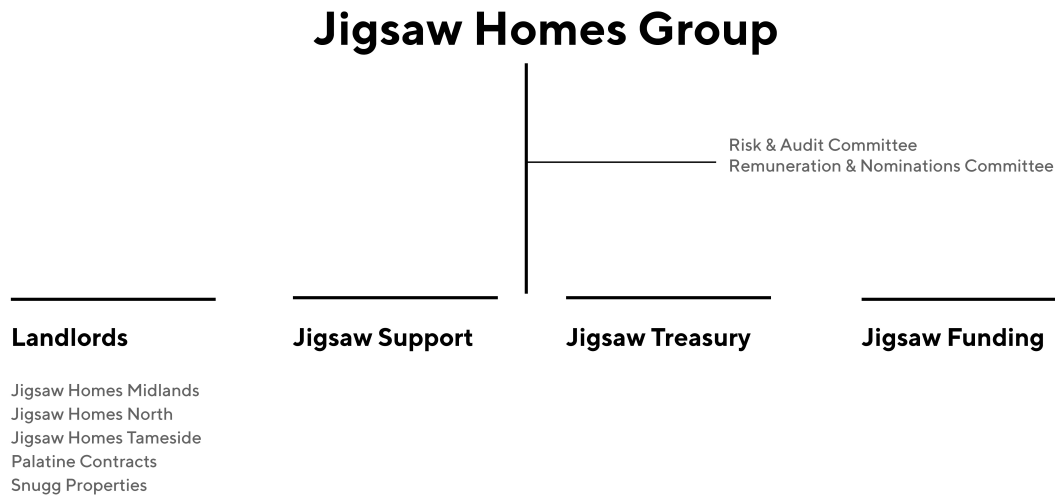 Jigsaw Homes Group
Risk & Audit Committee
Remuneration & Nominations Committee
Landlords
Jigsaw Support
Jigsaw Treasury
Jigsaw Funding
Jigsaw Homes Midlands
Jigsaw Homes North
Jigsaw Homes Tameside
Palatine Contracts
Snugg Properties